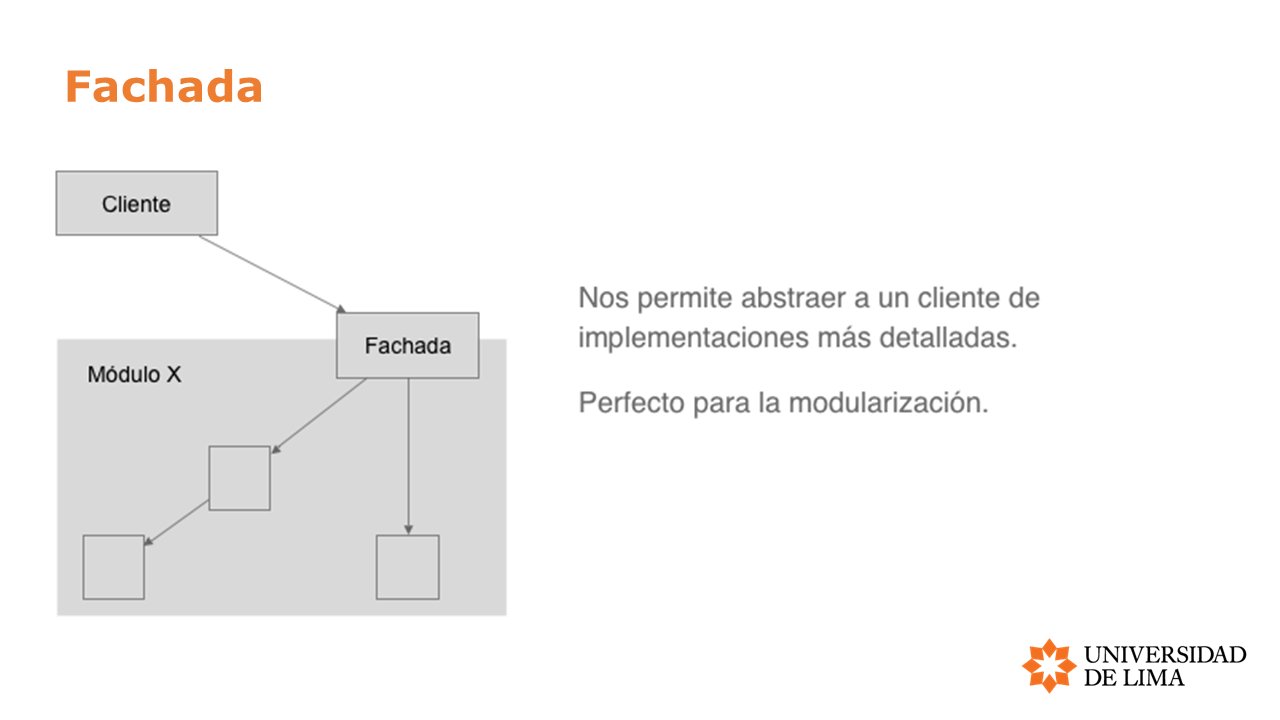 Fachada
Cliente
Fachada
Módulo X
Nos permite abstraer a un cliente de
implementaciones más detalladas.
Perfecto para la modularización.
UNIVERSIDAD
DE LIMA